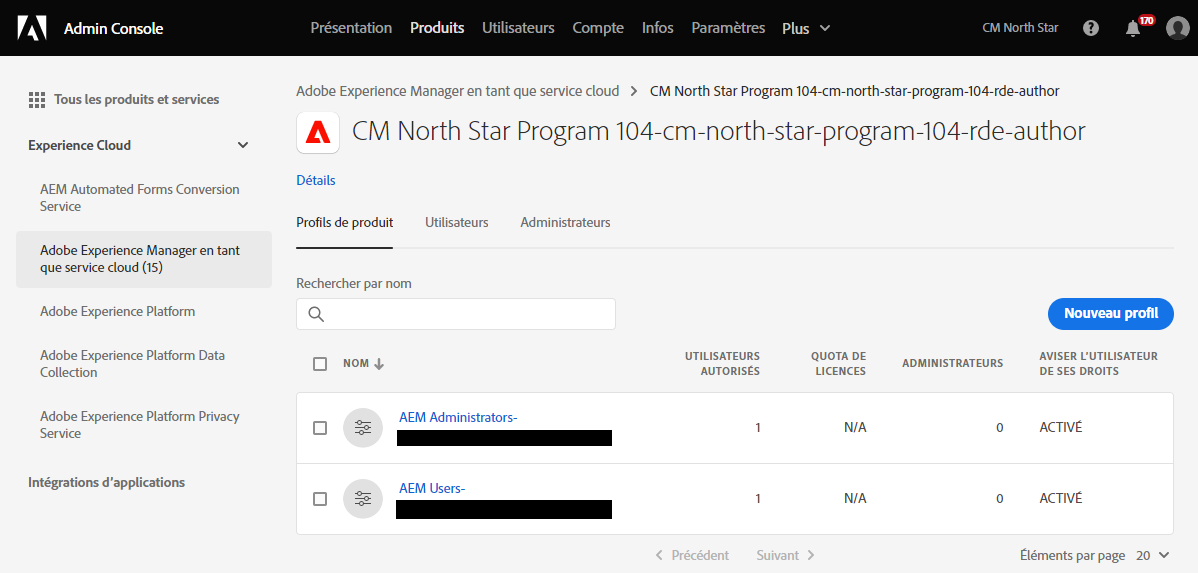 Admin Console
Présentation Produits Utilisateurs Compte Infos Paramètres Plus
CM North Star
170
Tous les produits et services
Experience Cloud
AEM Automated Forms Conversion
Service
Adobe Experience Manager en tant
que service cloud (15)
Adobe Experience Platform
Adobe Experience Platform Data
Collection
Adobe Experience Platform Privacy
Service
Intégrations d’applications
Adobe Experience Manager en tant que service cloud > CM North Star Program 104-cm-north-star-program-104-rde-author
CM North Star Program 104-cm-north-star-program-104-rde-author
Détails
Profils de produit Utilisateurs Administrateurs
Rechercher par nom
Nouveau profil
NOM
UTILISATEURS
AUTORISÉS
QUOTA DE
LICENCES
ADMINISTRATEURS
AVISER L’UTILISATEUR
DE SES DROITS
AEM Administrators-
1 N/A 0 ACTIVÉ
AEM Users-
1 N/A 0 ACTIVÉ
Précédent Suivant
Éléments par page 20